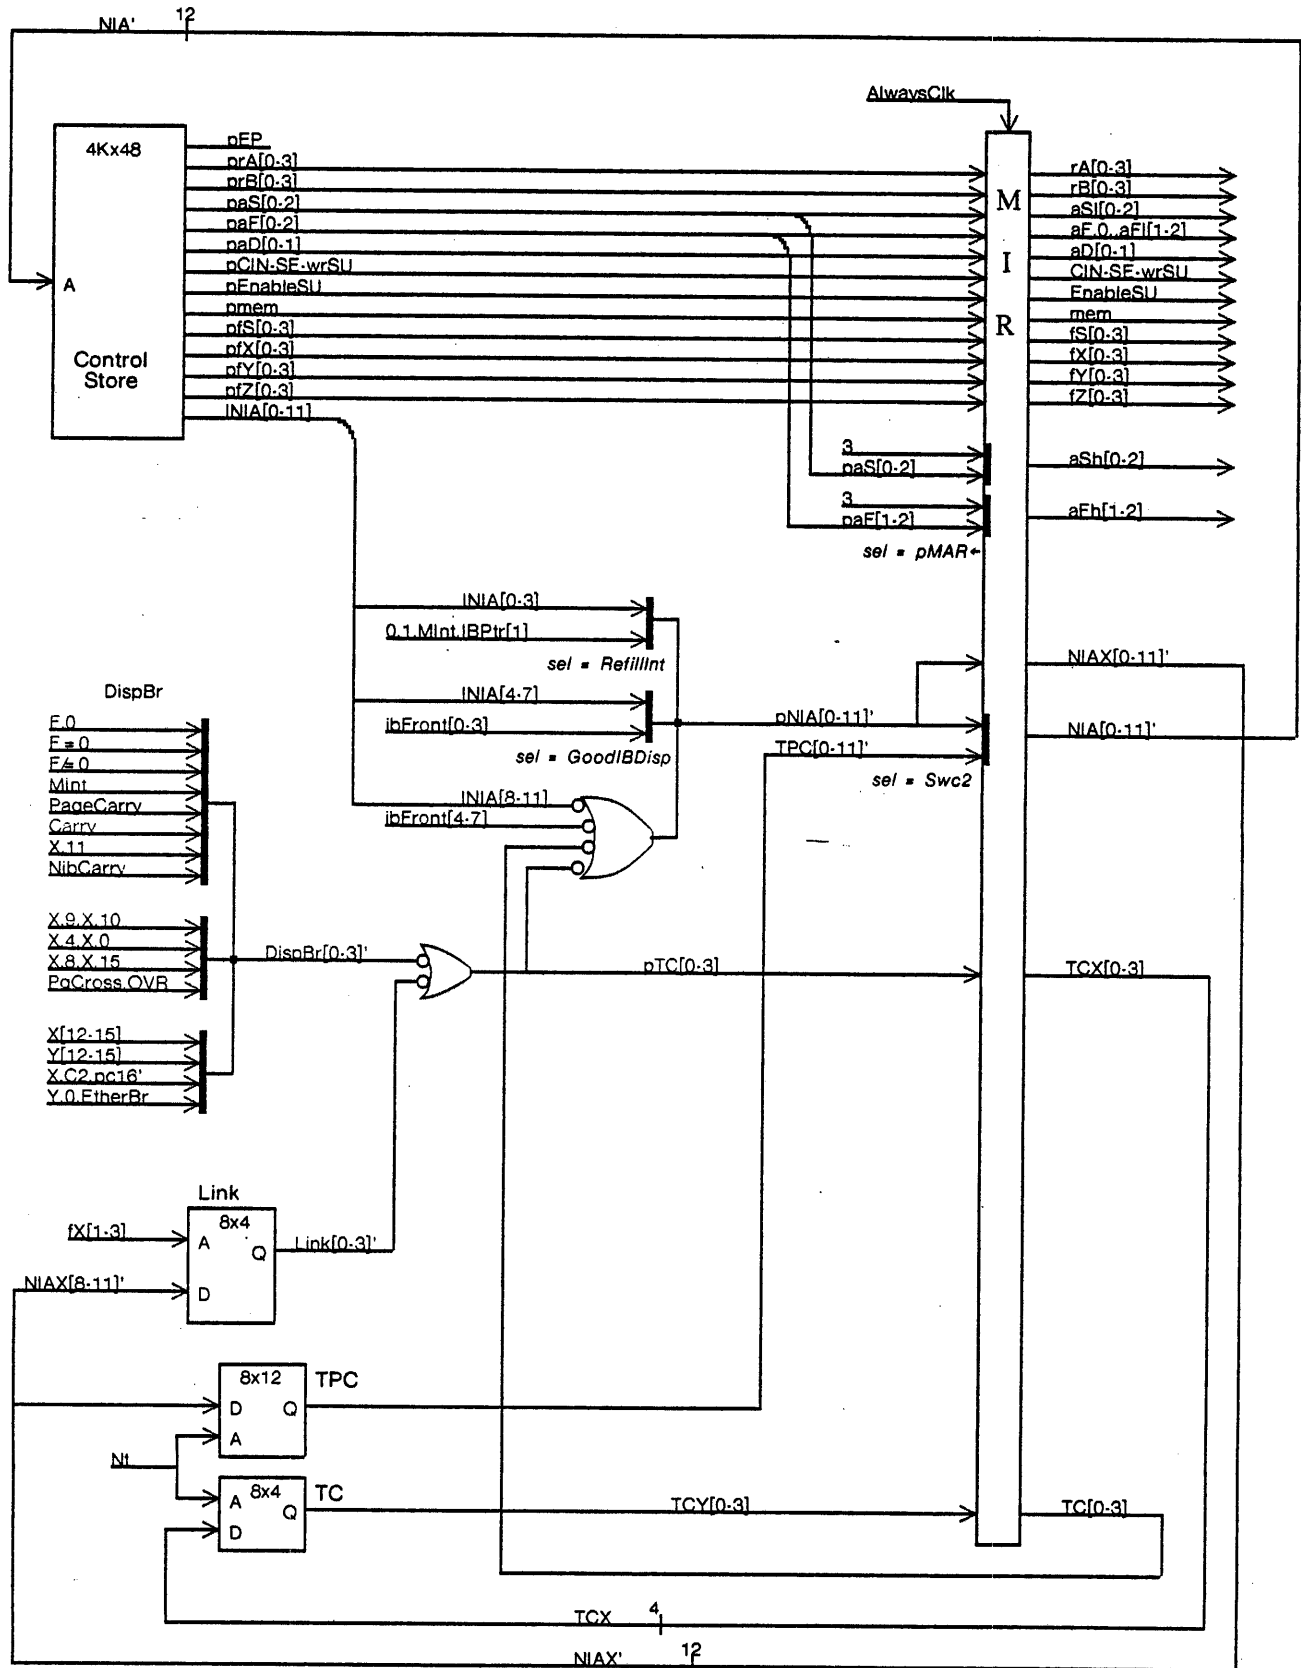 NIA'
12
AlwaysClk
4Kx48
A
Control
Store
pEP
prA[0-3]
prB[0-3]
paS[0-2]
paF[0-2]
paD[0-1]
pCIN-SE-wrSU
pEnableSU
pmem
pfS[0-3]
pfX[0-3]
pfY[0-3]
pfZ[0-3]
INIA[0-11]
M
I
R
rA[0-3]
rB[0-3]
aSl[0-2]
aF.0,,aFl[1-2]
aD[0-1]
CIN-SE-wrSU
EnableSU
mem
fS[0-3]
fX[0-3]
fY[0-3]
fZ[0-3]
3
paS[0-2]
aSh[0-2]
3
paF[1-2]
aFh[1-2]
sel = pMAR←
INIA[0-3]
0,1,MInt,IBPtr[1]
sel = RefillInt
INIA[4-7]
ibFront[0-3]
sel = GoodIBDisp
INIA[8-11]
ibFront[4-7]
pNIA[0-11]'
TPC[0-11]'
sel = Swc2
NIAX[0-11]'
NIA[0-11]'
DispBr
F.0
F=0
F≠0
Mint
PageCarry
Carry
X.11
NibCarry
X.9,X.10
X.4,X.0
X.8,X.15
PgCross,OVR
X[12-15]
Y[12-15]
X,C2,pc16'
Y.0,EtherBr
DispBr[0-3]'
pTC[0-3]
TCX[0-3]
Link
8x4
fX[1-3]
A
Q
Link[0-3]'
NIAX[8-11]'
D
8x12
TPC
D
Q
A
Nt
8x4
TC
A
Q
D
TCY[0-3]
TC[0-3]
TCX
4
NIAX'
12